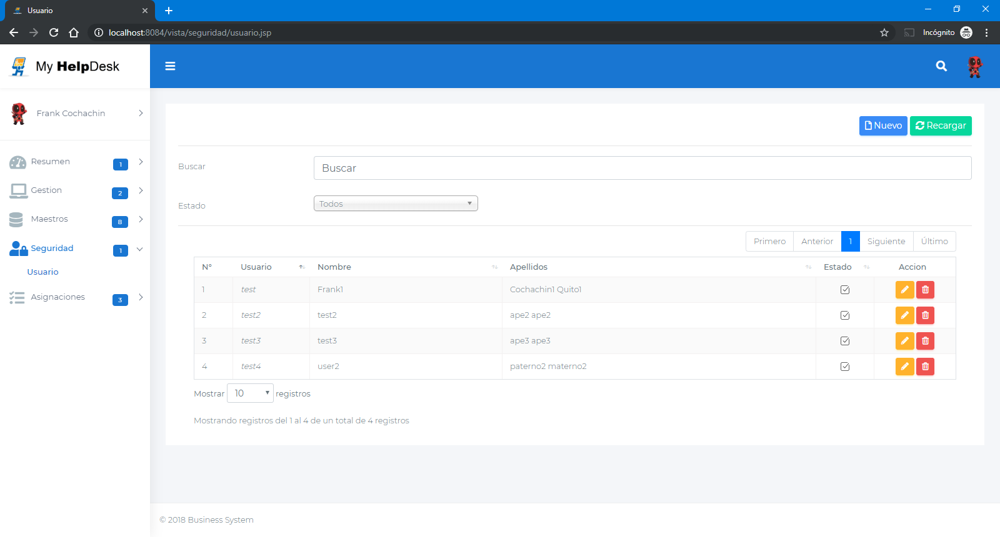 Usuario
localhost:8084/vista/seguridad/usuario.jsp
Incógnito
My HelpDesk
Frank Cochachin
Resumen 1
Gestion 2
Maestros 8
Seguridad 1
Usuario
Asignaciones 3
Nuevo Recargar
Buscar Buscar
Estado Todos
Primero Anterior 1 Siguiente Último
N° Usuario Nombre Apellidos Estado Accion
1 test Frank1 Cochachin1 Quito1
2 test2 test2 ape2 ape2
3 test3 test3 ape3 ape3
4 test4 user2 paterno2 materno2
Mostrar 10 registros
Mostrando registros del 1 al 4 de un total de 4 registros
© 2018 Business System